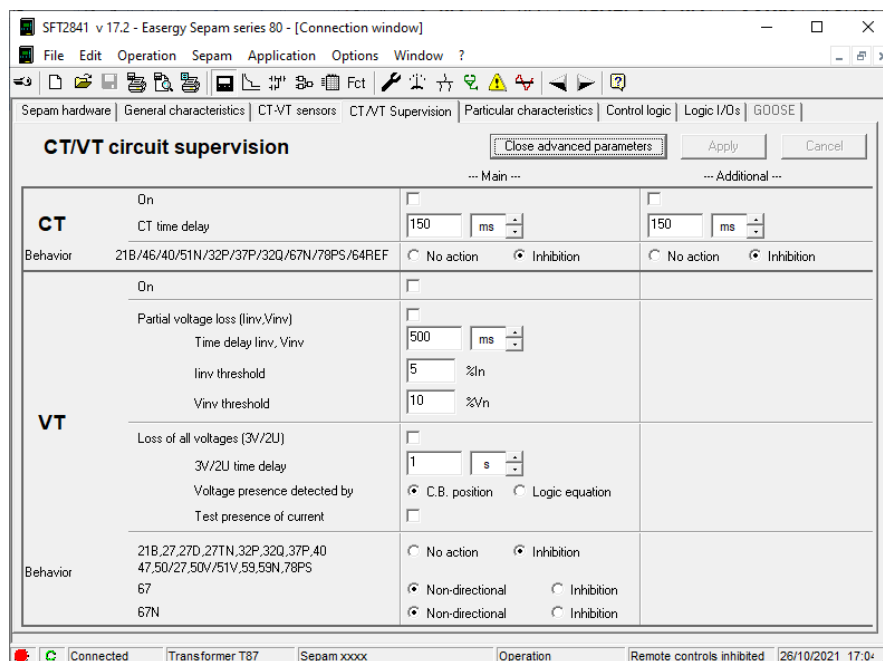 SFT2841 v 17.2 - Easergy Sepam series 80 - [Connection window]
File Edit Operation Sepam Application Options Window ?
Fct
Sepam hardware General characteristics CT-VT sensors CT/VT Supervision Particular characteristics Control logic Logic I/Os GOOSE
CT/VT circuit supervision Close advanced parameters Apply Cancel
--- Main --- --- Additional ---
On
CT CT time delay 150 ms 150 ms
Behavior 21B/46/40/51N/32P/37P/32Q/67N/78PS/64REF No action Inhibition No action Inhibition
On
Partial voltage loss (Iinv,Vinv)
Time delay Iinv, Vinv 500 ms
Iinv threshold 5 %In
Vinv threshold 10 %Vn
VT
Loss of all voltages (3V/2U)
3V/2U time delay 1 s
Voltage presence detected by C.B. position Logic equation
Test presence of current
21B,27,27D,27TN,32P,32Q,37P,40 No action Inhibition
47,50/27,50V/51V,59,59N,78PS
Behavior
67 Non-directional Inhibition
67N Non-directional Inhibition
Connected Transformer T87 Sepam xxxx Operation Remote controls inhibited 26/10/2021 17:04